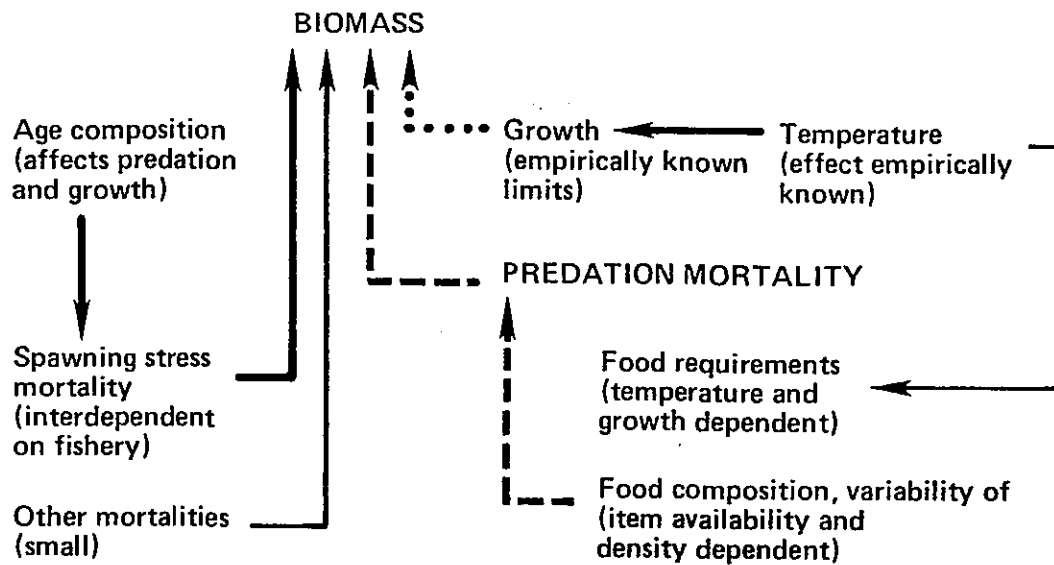 BIOMASS
Age composition
(affects predation
and growth)
Growth
(empirically known
limits)
Temperature
(effect empirically
known)
PREDATION MORTALITY
Spawning stress
mortality
(interdependent
on fishery)
Food requirements
(temperature and
growth dependent)
Other mortalities
(small)
Food composition, variability of
(item availability and
density dependent)